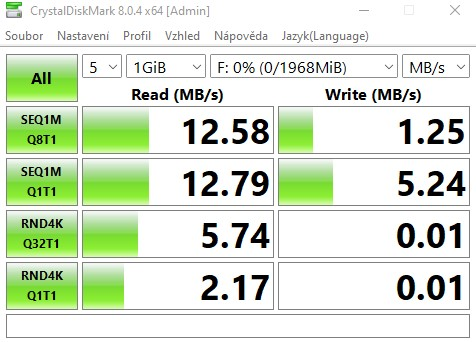 CrystalDiskMark 8.0.4 x64 [Admin]
Soubor Nastavení Profil Vzhled Nápověda Jazyk(Language)
All 5 1GiB F: 0% (0/1968MiB) MB/s
Read (MB/s) Write (MB/s)
SEQ1M
Q8T1 12.58 1.25
SEQ1M
Q1T1 12.79 5.24
RND4K
Q32T1 5.74 0.01
RND4K
Q1T1 2.17 0.01